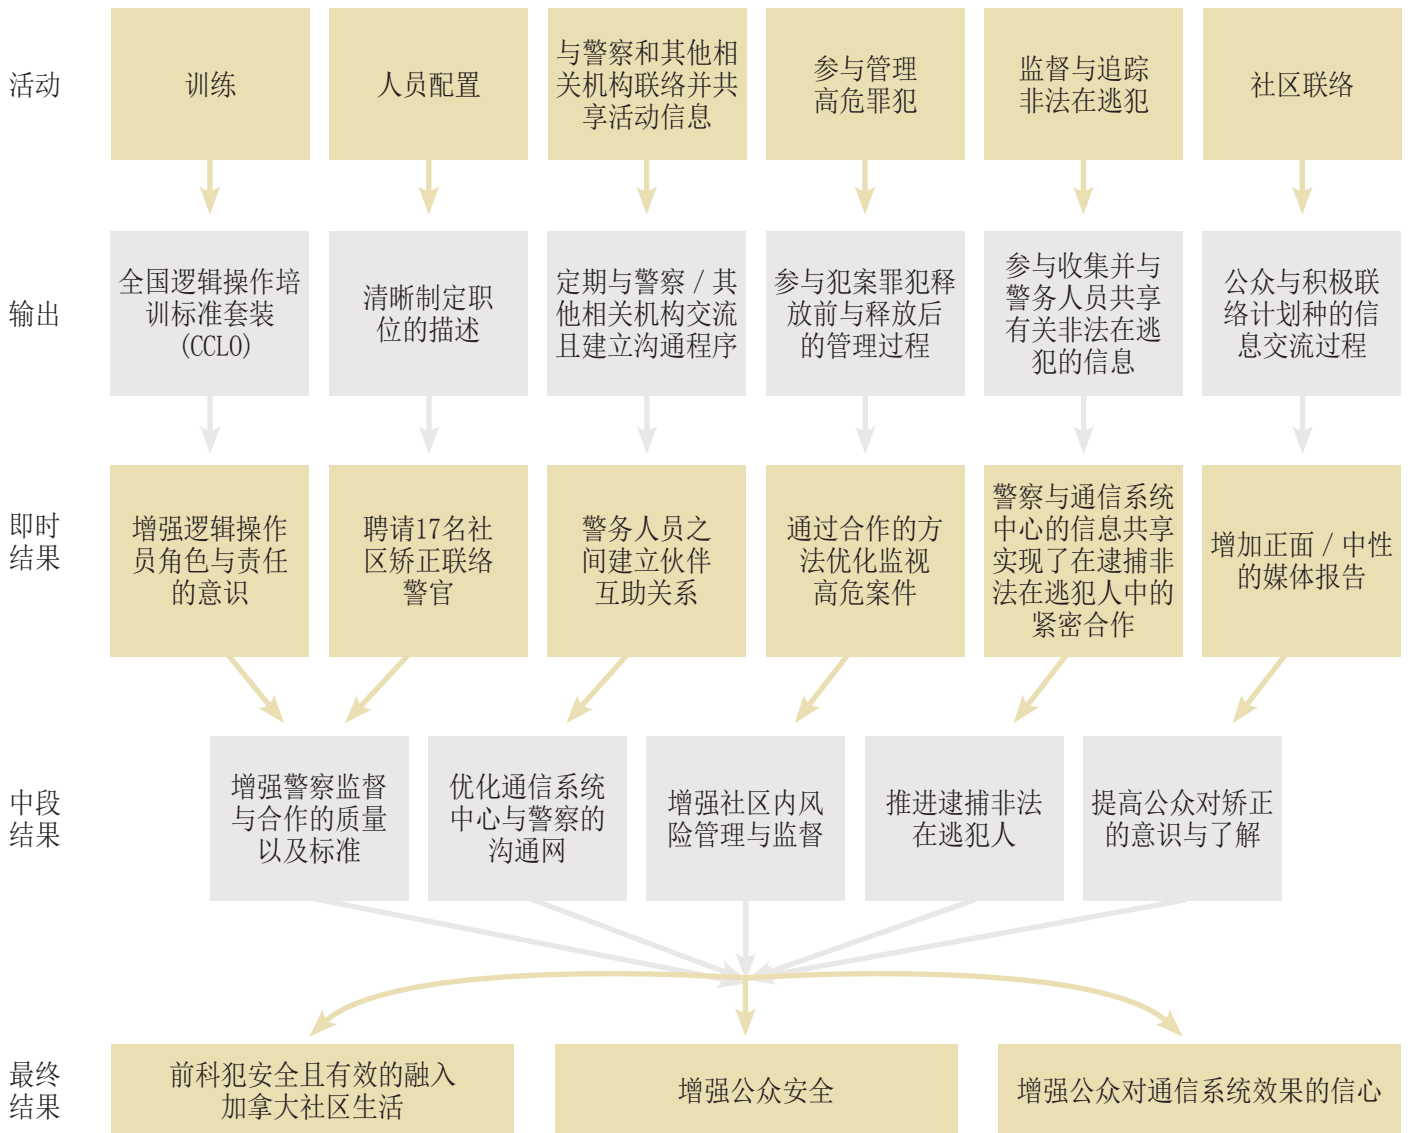 活动
训练
人员配置
与警察和其他相
关机构联络并共
享活动信息
参与管理
高危罪犯
监督与追踪
非法在逃犯
社区联络
输出
全国逻辑操作培
训标准套装
(CCLO)
清晰制定职
位的描述
定期与警察 / 其
他相关机构交流
且建立沟通程序
参与犯案罪犯释
放前与释放后
的管理过程
参与收集并与
警务人员共享
有关非法在逃
犯的信息
公众与积极联
络计划种的信
息交流过程
即时
结果
增强逻辑操作
员角色与责任
的意识
聘请17名社
区矫正联络
警官
警务人员之
间建立伙伴
互助关系
通过合作的方
法优化监视
高危案件
警察与通信系统
中心的信息共享
实现了在逮捕非
法在逃犯人中的
紧密合作
增加正面 / 中性
的媒体报告
中段
结果
增强警察监督
与合作的质量
以及标准
优化通信系统
中心与警察的
沟通网
增强社区内风
险管理与监督
推进逮捕非法
在逃犯人
提高公众对矫正
的意识与了解
最终
结果
前科犯安全且有效的融入
加拿大社区生活
增强公众安全
增强公众对通信系统效果的信心